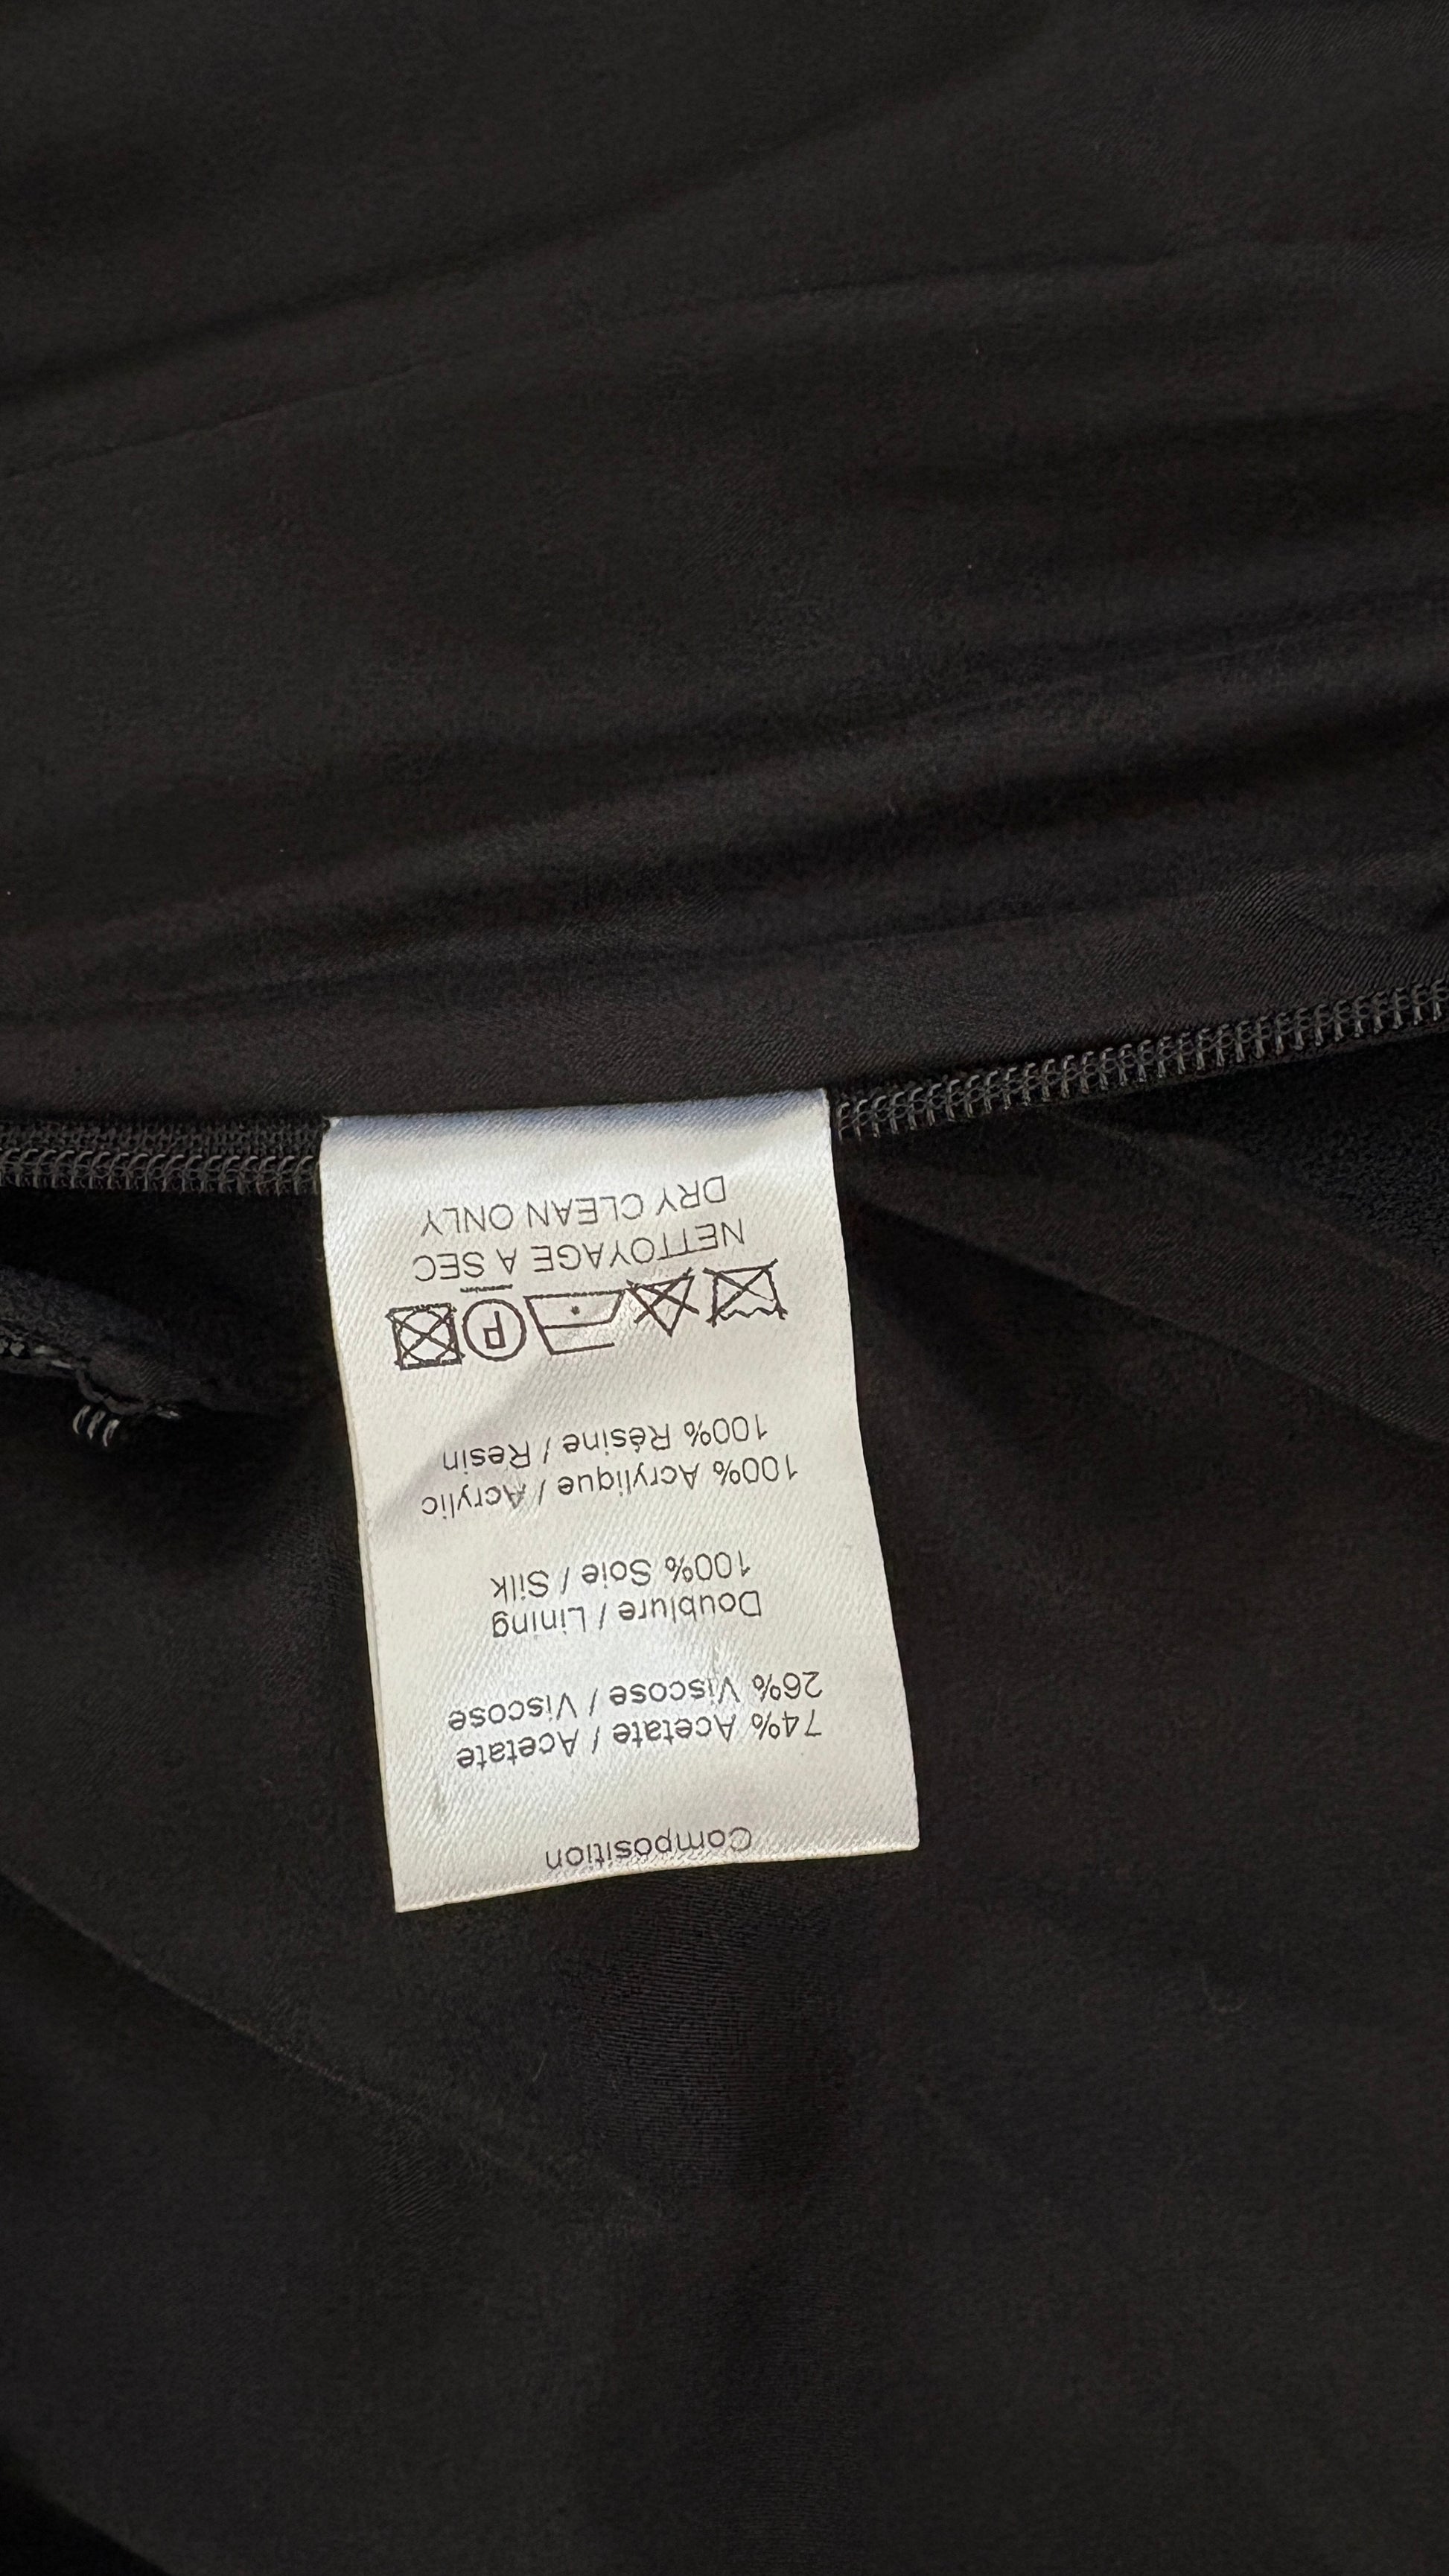 Composition
74% Acetate / Acetate
26% Viscose / Viscose
Doublure / Lining
100% Soie / Silk
100% Acrylique / Acrylic
100% Résine / Resin
P
NETTOYAGE A SEC
DRY CLEAN ONLY